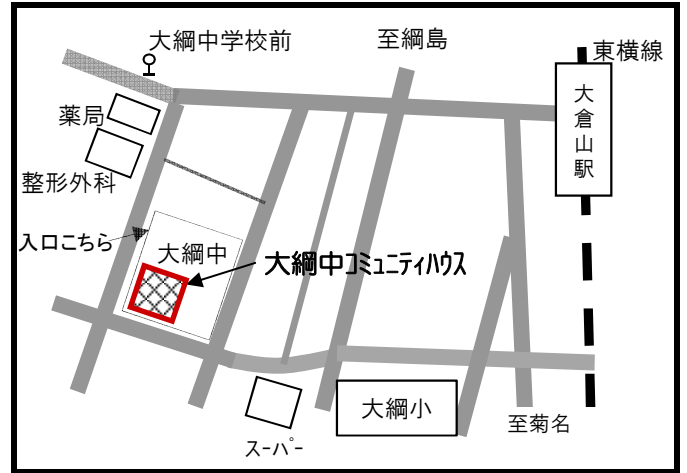 大綱中学校前
至綱島
東横線
大倉山駅
薬局
整形外科
入口こちら
大綱中
大綱中ｺﾐｭﾆﾃｨﾊｳｽ
大綱小
至菊名
ｽｰﾊﾟｰ